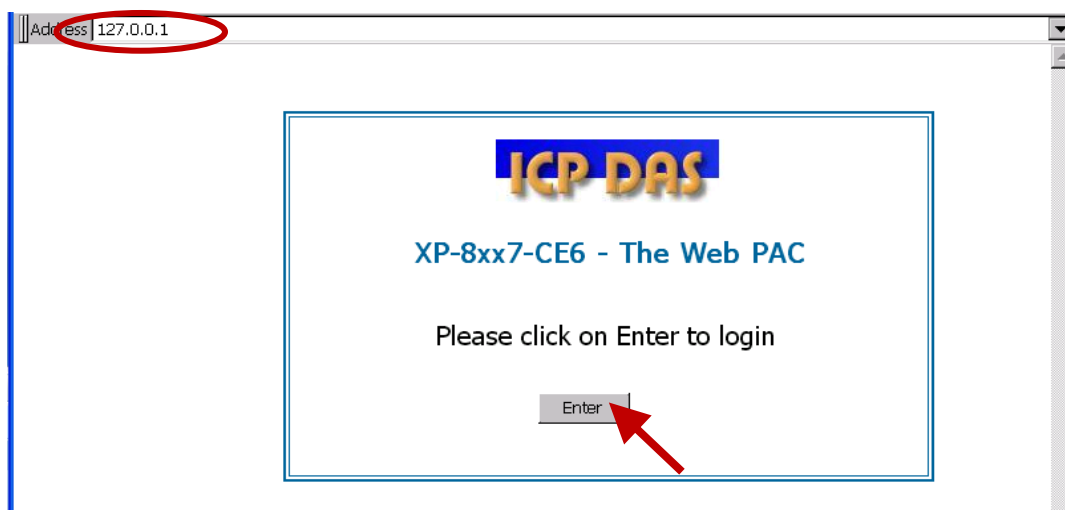 Address 127.0.0.1
ICP DAS
XP-8xx7-CE6 - The Web PAC
Please click on Enter to login
Enter